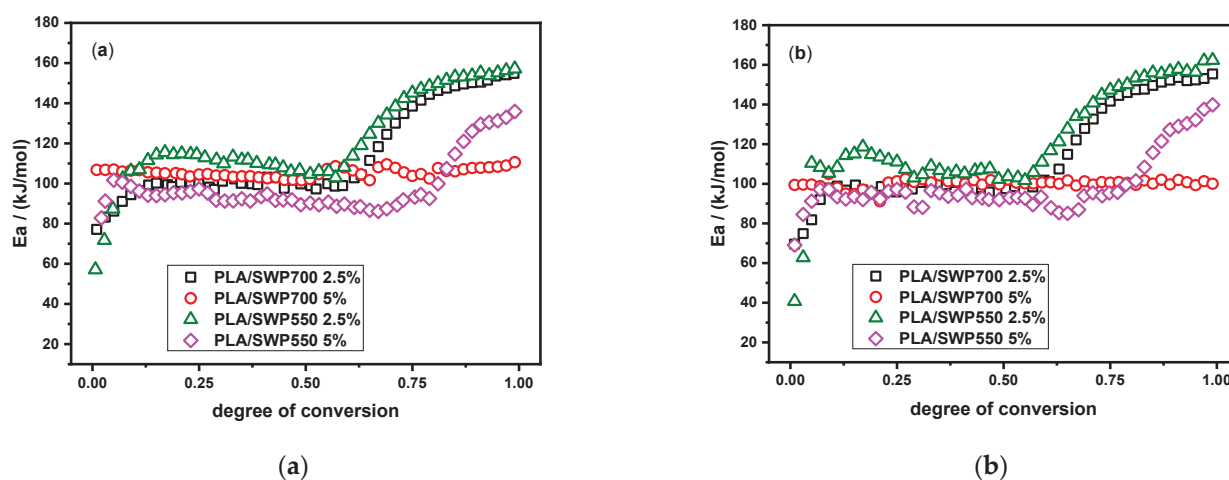 (a)
180
160
140
120
100
80
60
40
20
Ea / (kJ/mol)
PLA/SWP700 2.5%
PLA/SWP700 5%
PLA/SWP550 2.5%
PLA/SWP550 5%
0.00 0.25 0.50 0.75 1.00
degree of conversion
(a)
(b)
180
160
140
120
100
80
60
40
20
Ea / (kJ/mol)
PLA/SWP700 2.5%
PLA/SWP700 5%
PLA/SWP550 2.5%
PLA/SWP550 5%
0.00 0.25 0.50 0.75 1.00
degree of conversion
(b)